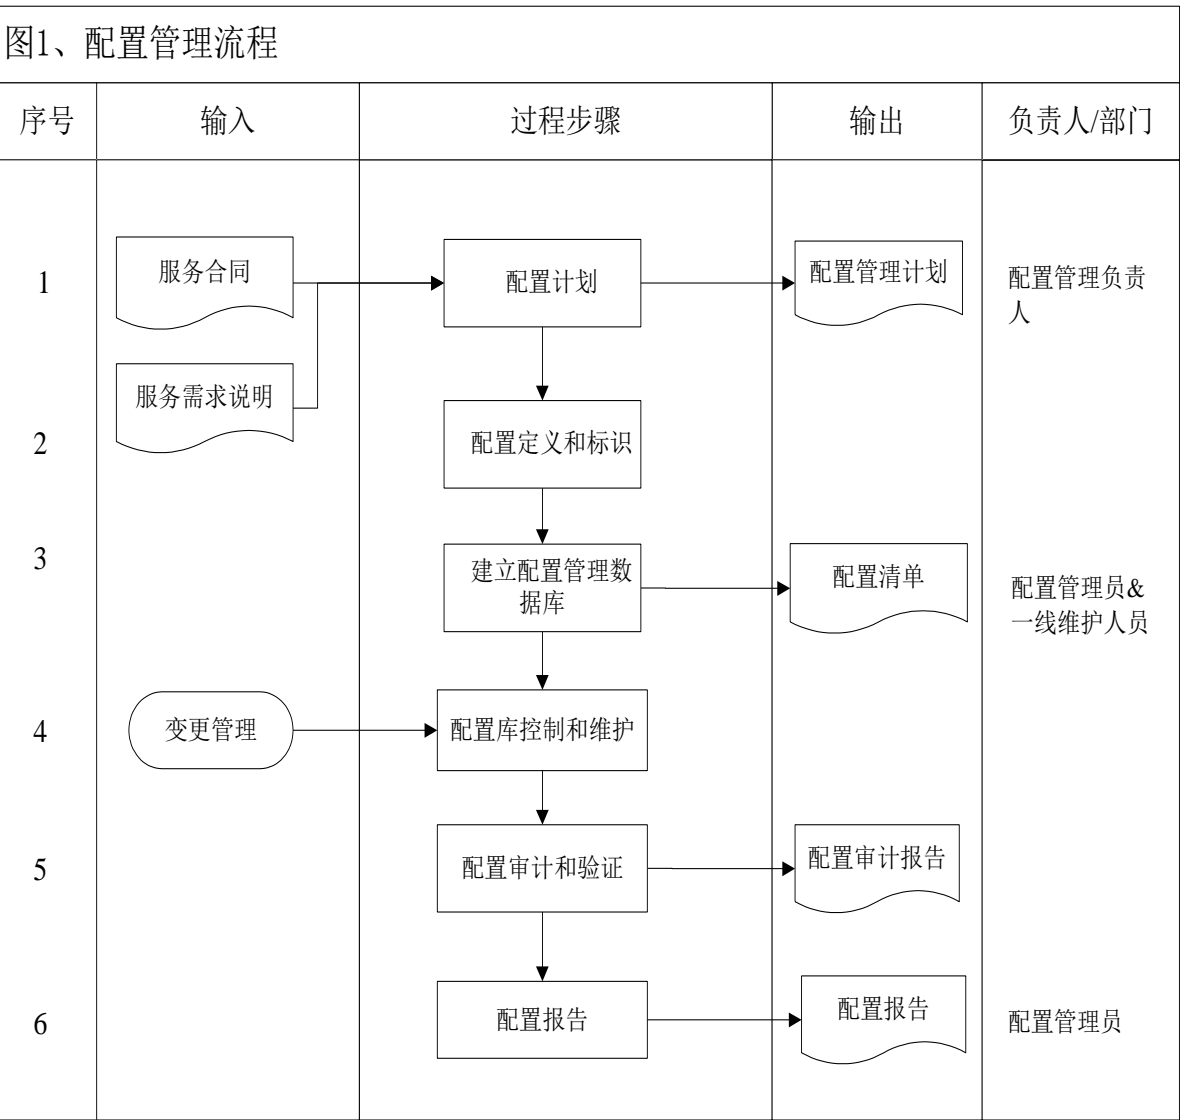 图1、配置管理流程
序号
输入
过程步骤
输出
负责人/部门
1
服务合同
配置计划
配置管理计划
配置管理负责
人
服务需求说明
2
配置定义和标识
3
建立配置管理数
据库
配置清单
配置管理员&
一线维护人员
4
变更管理
配置库控制和维护
5
配置审计和验证
配置审计报告
6
配置报告
配置报告
配置管理员